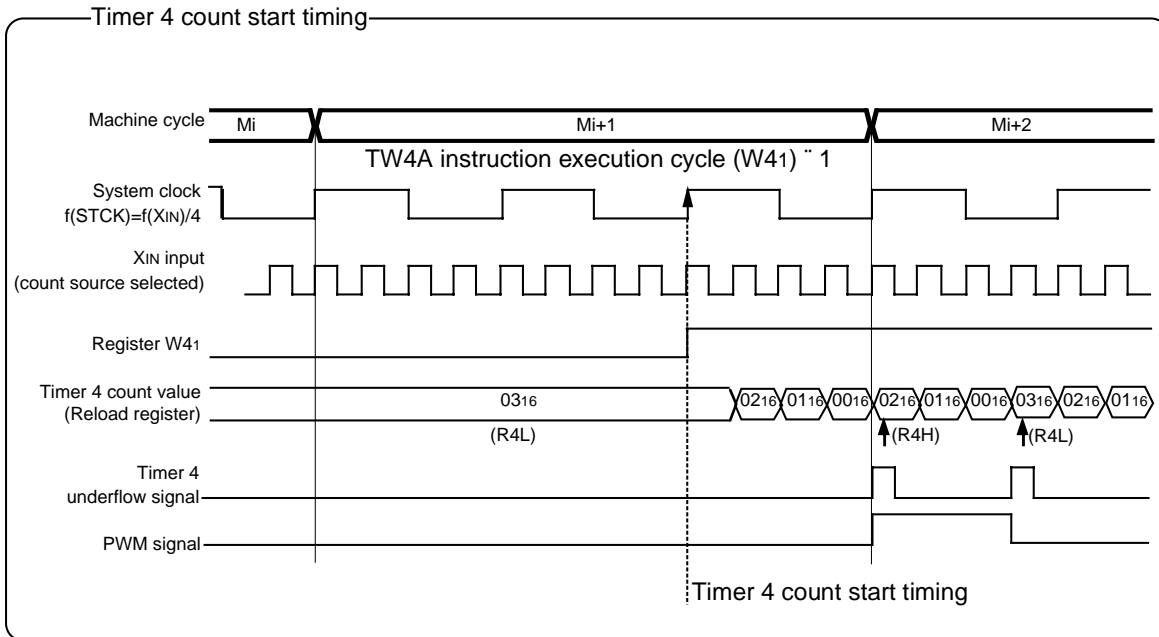 Timer 4 count start timing
Machine cycle
Mi
Mi+1
Mi+2
TW4A instruction execution cycle (W41) ¨ 1
System clock
f(STCK)=f(XIN)/4
XIN input
(count source selected)
Register W41
Timer 4 count value
(Reload register)
0316
0216 0116 0016 0216 0116 0016 0316 0216 0116
(R4L)
(R4H)
(R4L)
Timer 4
underflow signal
PWM signal
Timer 4 count start timing